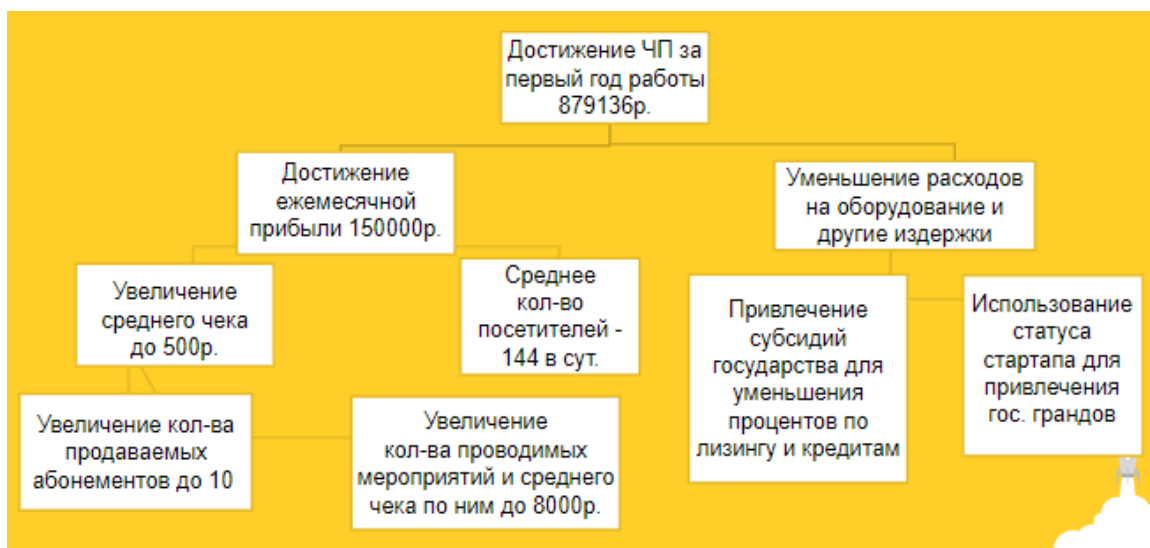 Достижение ЧП за
первый год работы
879136р.
Достижение
ежемесячной
прибыли 150000р.
Уменьшение расходов
на оборудование и
другие издержки
Увеличение
среднего чека
до 500р.
Среднее
кол-во
посетителей -
144 в сут.
Привлечение
субсидий
государства для
уменьшения
процентов по
лизингу и кредитам
Использование
статуса
стартапа для
привлечения
гос. грандов
Увеличение кол-ва
продаваемых
абонементов до 10
Увеличение
кол-ва проводимых
мероприятий и среднего
чека по ним до 8000р.